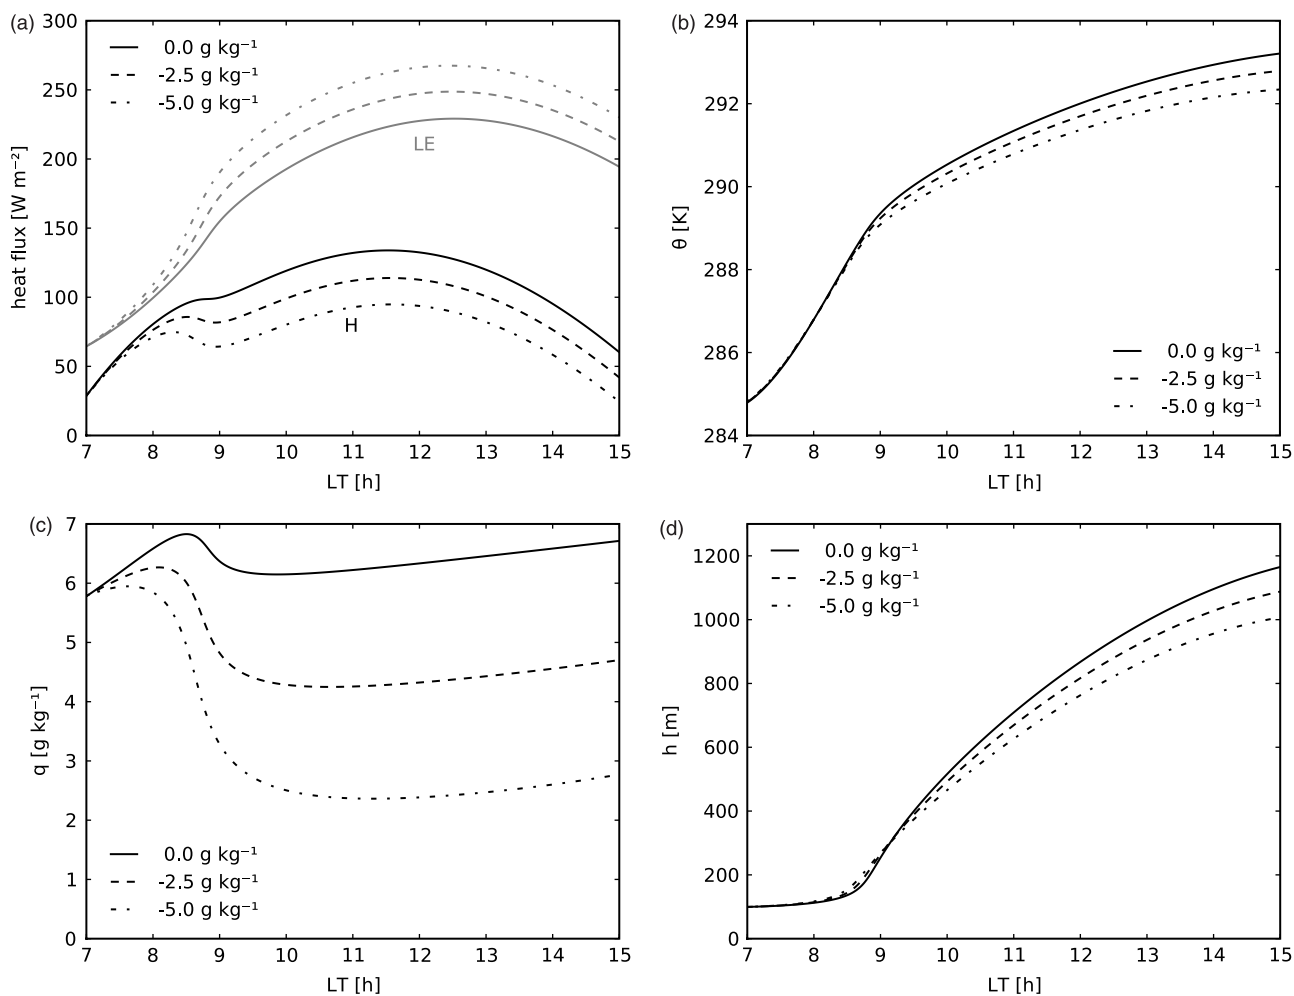 (a)
300
250
200
150
100
50
0
heat flux [W m⁻²]
0.0 g kg⁻¹
-2.5 g kg⁻¹
-5.0 g kg⁻¹
LE
H
7 8 9 10 11 12 13 14 15
LT [h]
(b)
294
292
290
288
286
284
θ [K]
0.0 g kg⁻¹
-2.5 g kg⁻¹
-5.0 g kg⁻¹
7 8 9 10 11 12 13 14 15
LT [h]
(c)
7
6
5
4
3
2
1
0
q [g kg⁻¹]
0.0 g kg⁻¹
-2.5 g kg⁻¹
-5.0 g kg⁻¹
7 8 9 10 11 12 13 14 15
LT [h]
(d)
1200
1000
800
600
400
200
0
h [m]
0.0 g kg⁻¹
-2.5 g kg⁻¹
-5.0 g kg⁻¹
7 8 9 10 11 12 13 14 15
LT [h]